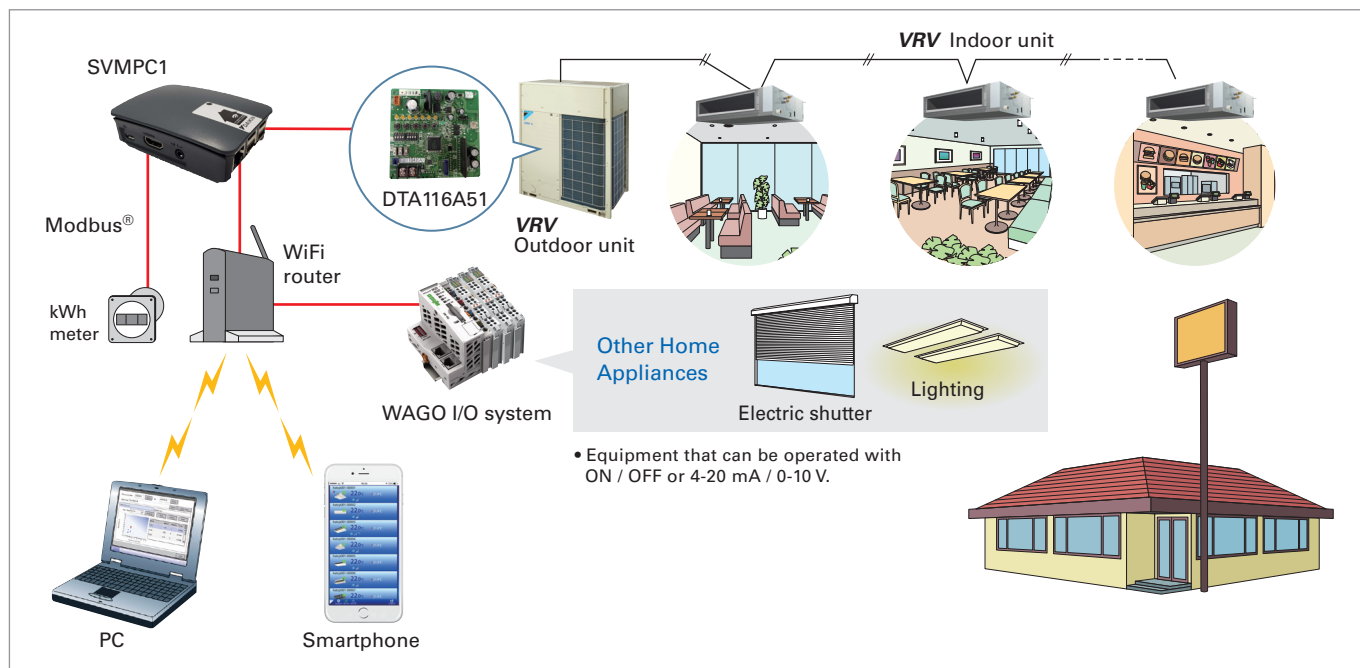 SVMPC1
VRV Indoor unit
DTA116A51
VRV
Outdoor unit
Modbus®
WiFi
router
kWh
meter
WAGO I/O system
Other Home
Appliances
Electric shutter
Lighting
• Equipment that can be operated with
ON / OFF or 4-20 mA / 0-10 V.
PC
Smartphone